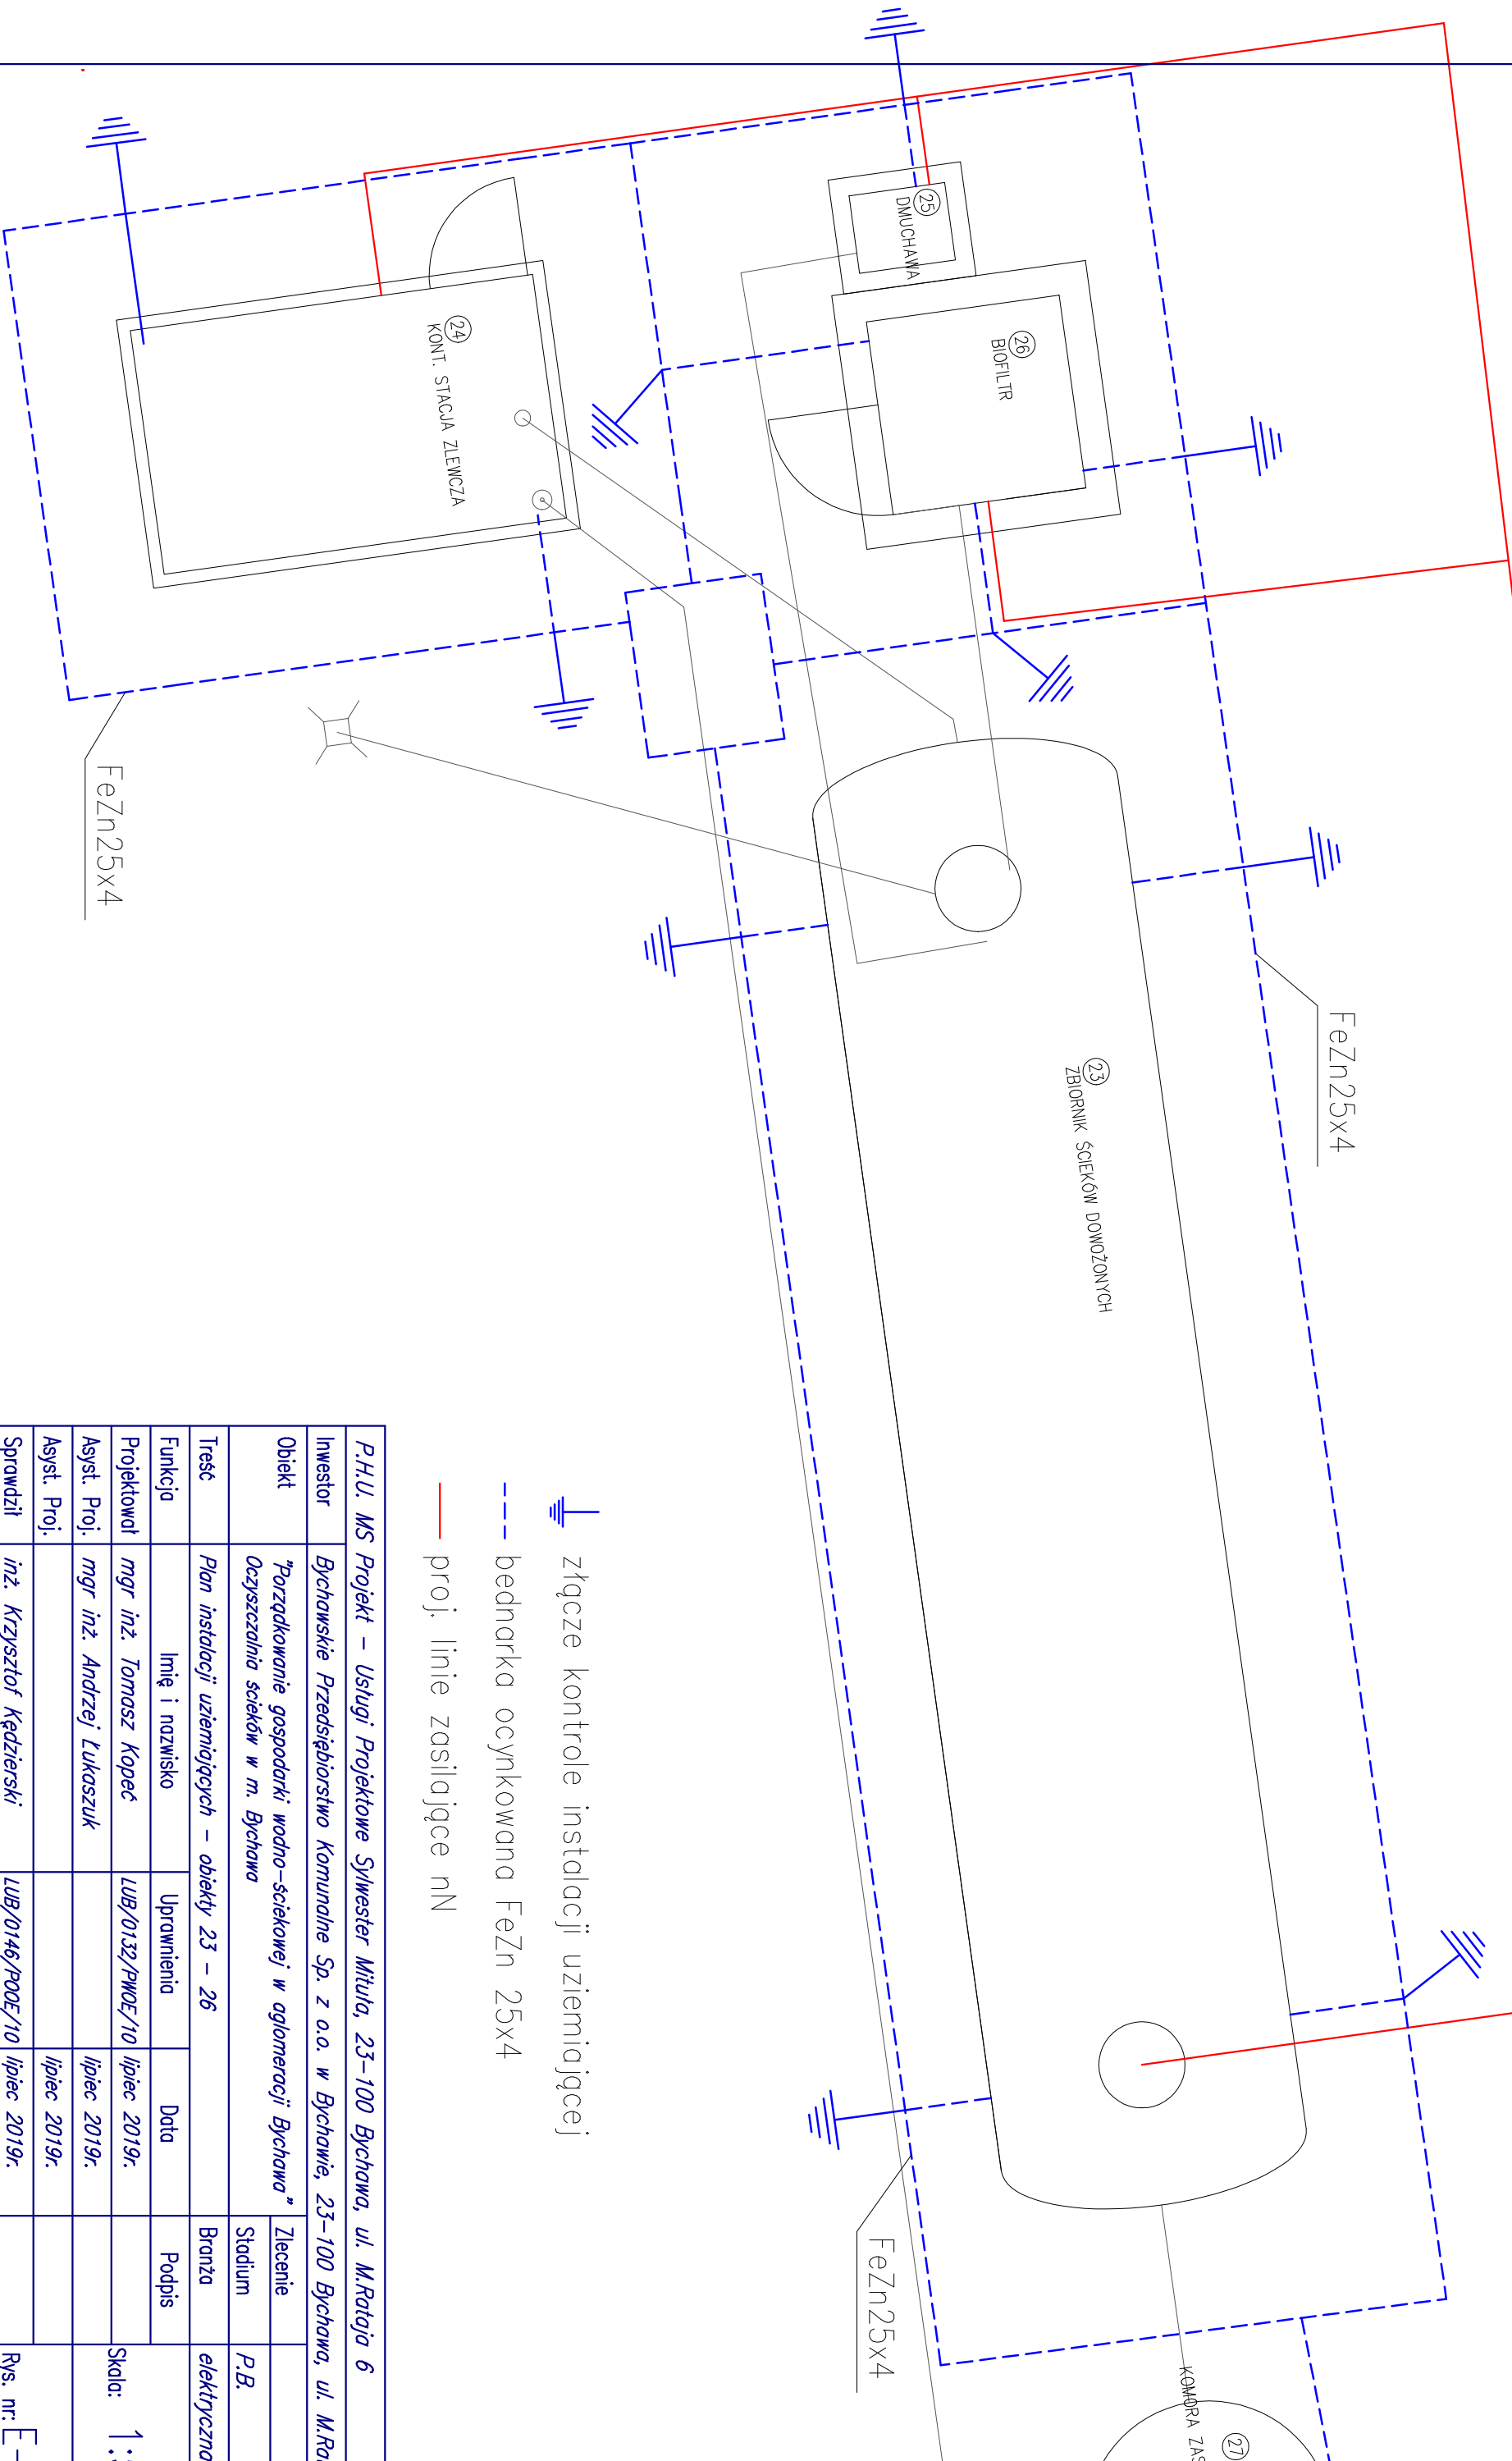 25
DMUCHAWA
26
BIOFILTR
24
KONT. STACJA ZLEWCZA
FeZn25x4
FeZn25x4
23
ZBIORNIK ŚCIEKÓW DOWOŻONYCH
FeZn25x4
27
KOMORA
złącze kontrole instalacji uziemiającej
bednarka ocynkowana FeZn 25x4
proj. linie zasilające nN
P.H.U. MS Projekt – Usługi Projektowe Sylwester Mituła, 23-100 Bychawa, ul. M.Rataja 6
Inwestor Bychawskie Przedsiębiorstwo Komunalne Sp. z o.o. w Bychawie, 23-100 Bychawa, ul.
Obiekt "Porządkowanie gospodarki wodno-ściekowej w aglomeracji Bychawa" Zlecenie
Oczyszczalnia ścieków w m. Bychawa Stadium P.B.
Treść Plan instalacji uziemiających – obiekty 23 – 26 Branża elektryczna
Funkcja Imię i nazwisko Uprawnienia Data Podpis
Projektował mgr inż. Tomasz Kopeć LUB/0132/PWOE/10 lipiec 2019r. Skala:
Asyst. Proj. mgr inż. Andrzej Łukaszuk lipiec 2019r.
Asyst. Proj. lipiec 2019r.
Sprawdził inż. Krzysztof Kędzierski LUB/0146/POOE/10 lipiec 2019r. Rys. nr: E-